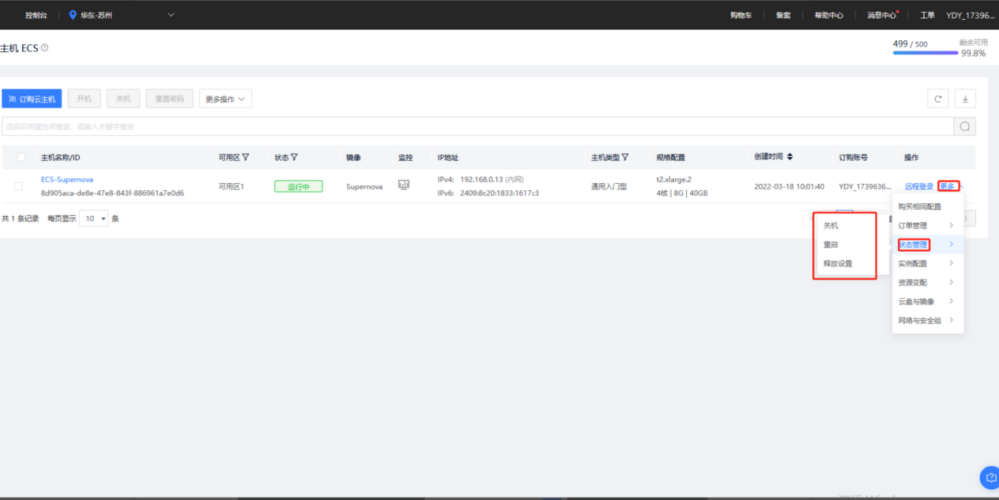 控制台 华东-苏州 购物车 备案 帮助中心 消息中心 工单 YDY_17396...
主机 ECS
499 / 500 剩余可用
99.8%
订购云主机 开机 关机 重置密码 更多操作
选择实例属性项搜索，或输入关键字搜索
主机名称/ID 可用区 状态 镜像 监控 IP地址 主机类型 规格配置 创建时间 订购账号 操作
ECS-Supernova
8d905aca-de8e-47e8-843f-886961a7e0d6
可用区1 运行中 Supernova
IPv4: 192.168.0.13 (内网)
IPv6: 2409:8c20:1833:1617::3
通用入门型
t2.xlarge.2
4核 | 8G | 40GB
2022-03-18 10:01:40 YDY_1739636... 远程登录 更多
共 1 条记录 每页显示 10 条
购买相同配置
订单管理
状态管理
实例配置
资源变配
云盘与镜像
网络与安全组
关机
重启
释放设置